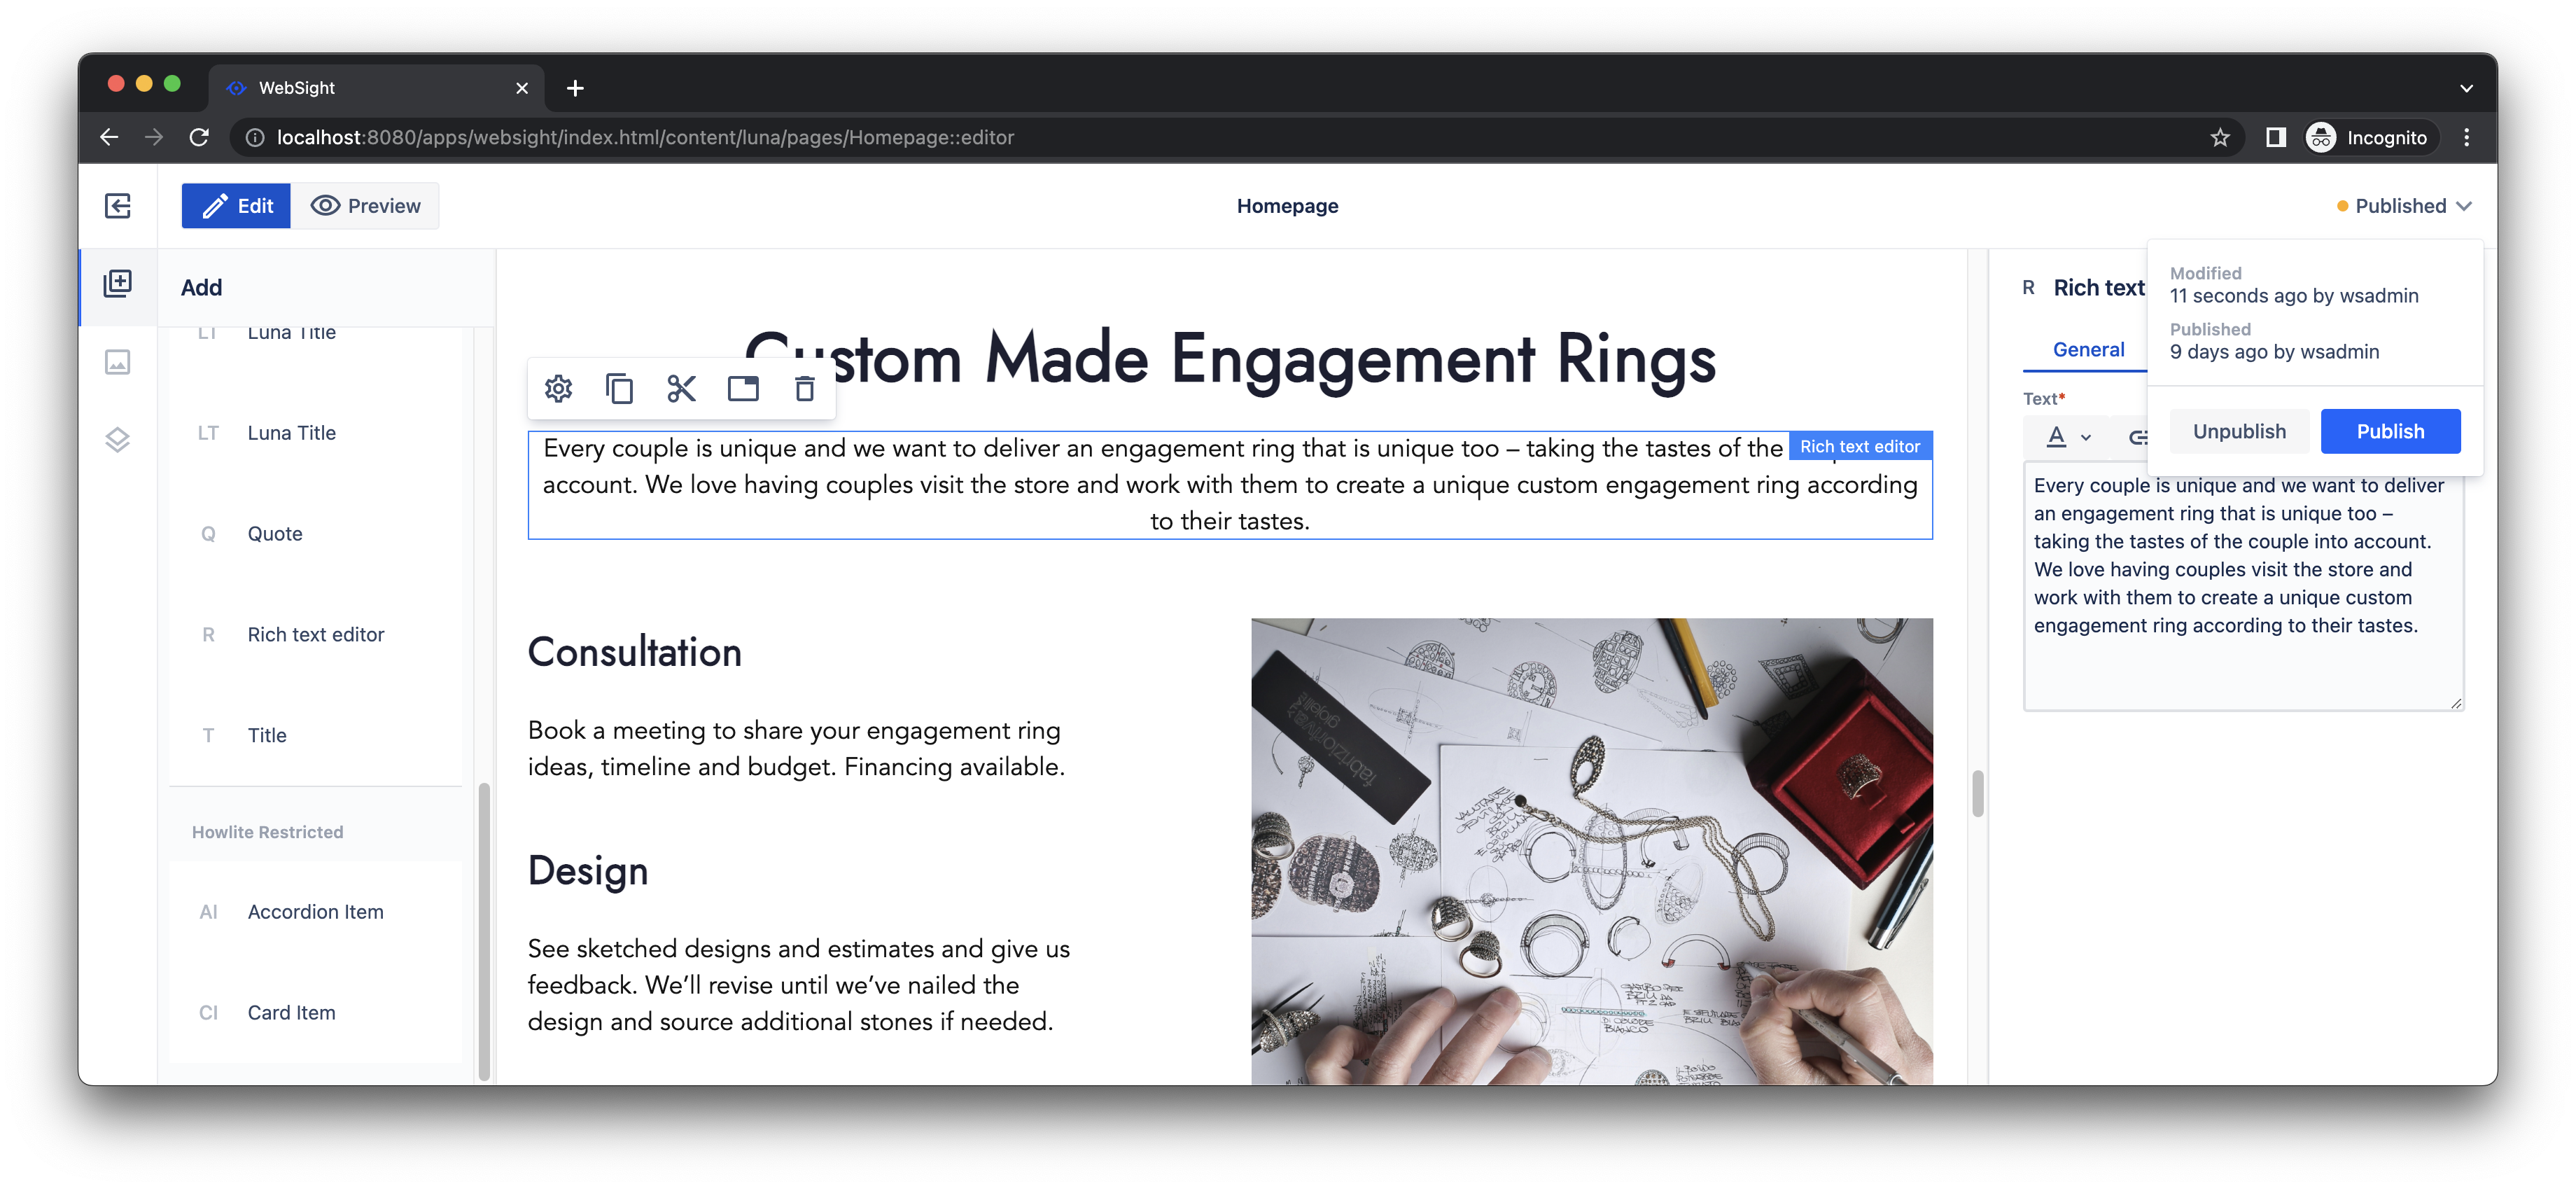 WebSight
localhost:8080/apps/websight/index.html/content/luna/pages/Homepage::editor
Incognito
Edit
Preview
Homepage
Published
Add
LT Luna Title
LT Luna Title
Q Quote
R Rich text editor
T Title
Howlite Restricted
AI Accordion Item
CI Card Item
Custom Made Engagement Rings
Every couple is unique and we want to deliver an engagement ring that is unique too – taking the tastes of the
Rich text editor
account. We love having couples visit the store and work with them to create a unique custom engagement ring according
to their tastes.
Consultation
Book a meeting to share your engagement ring
ideas, timeline and budget. Financing available.
Design
See sketched designs and estimates and give us
feedback. We’ll revise until we’ve nailed the
design and source additional stones if needed.
R Rich text
General
Text*
A
Modified
11 seconds ago by wsadmin
Published
9 days ago by wsadmin
Unpublish
Publish
Every couple is unique and we want to deliver
an engagement ring that is unique too –
taking the tastes of the couple into account.
We love having couples visit the store and
work with them to create a unique custom
engagement ring according to their tastes.